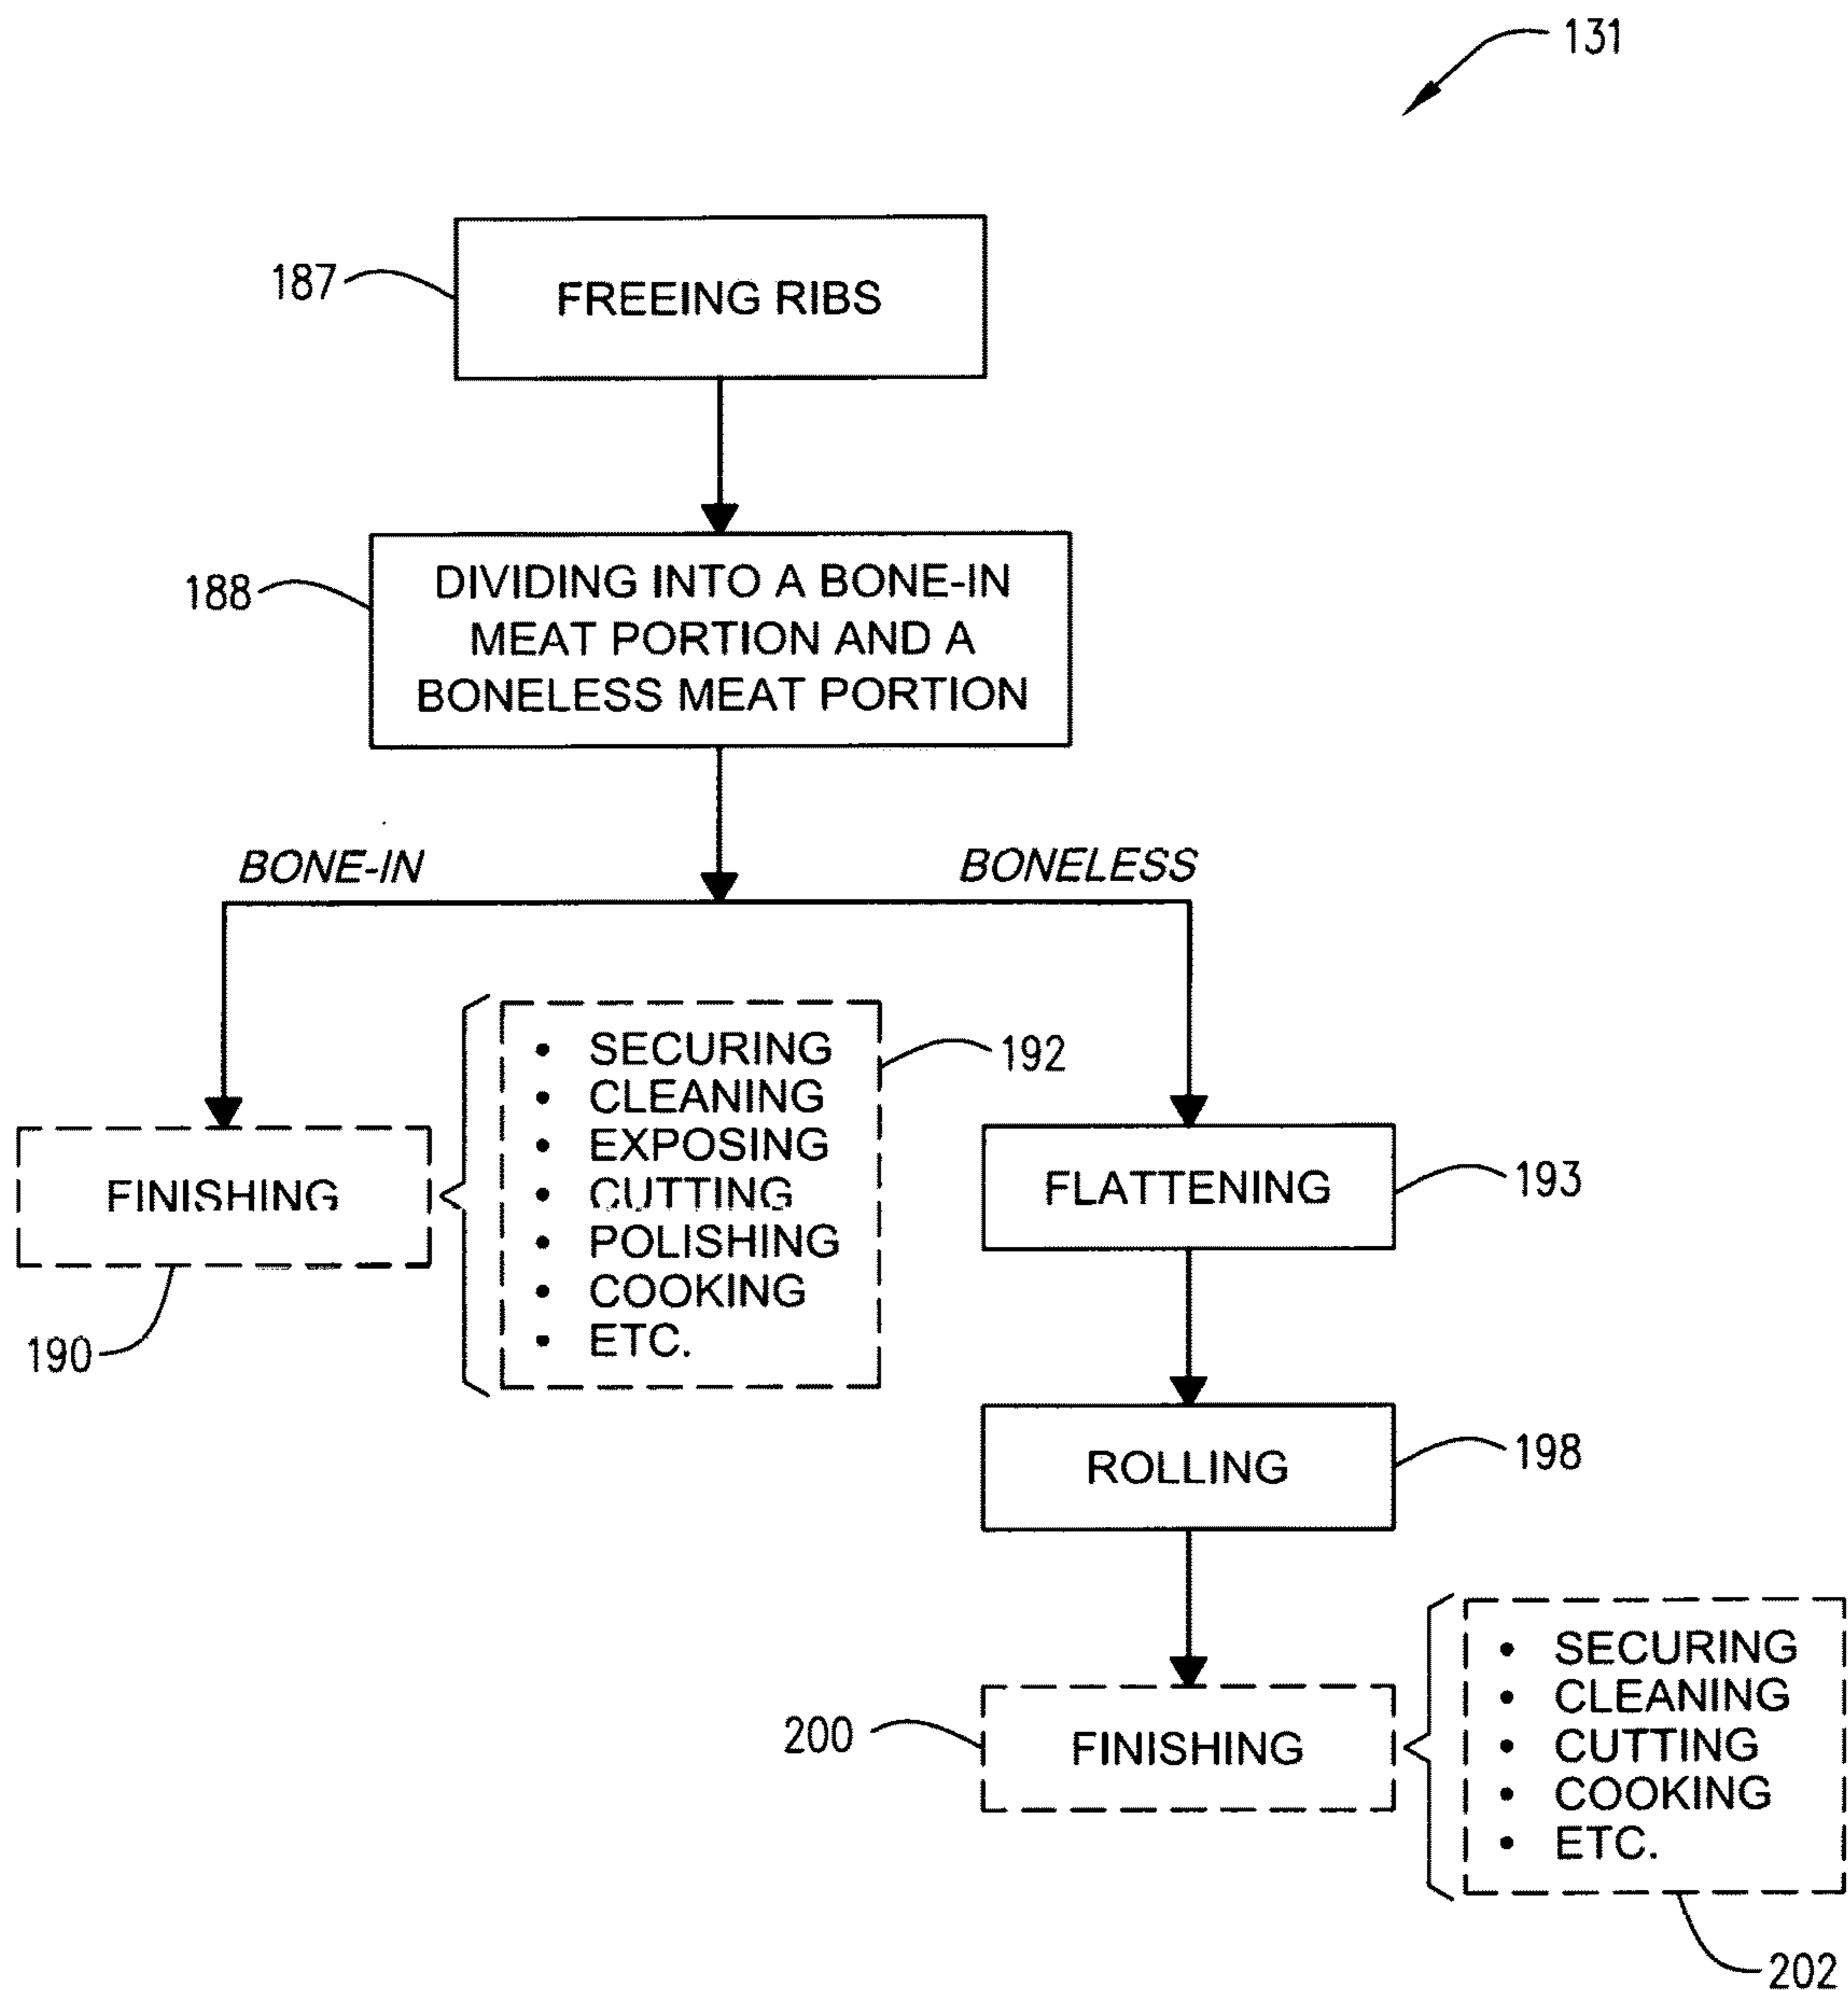 131
187
FREEING RIBS
188
DIVIDING INTO A BONE-IN
MEAT PORTION AND A
BONELESS MEAT PORTION
BONE-IN
BONELESS
• SECURING
• CLEANING
• EXPOSING
• CUTTING
• POLISHING
• COOKING
• ETC.
192
FINISHING
190
FLATTENING
193
ROLLING
198
200
FINISHING
• SECURING
• CLEANING
• CUTTING
• COOKING
• ETC.
202